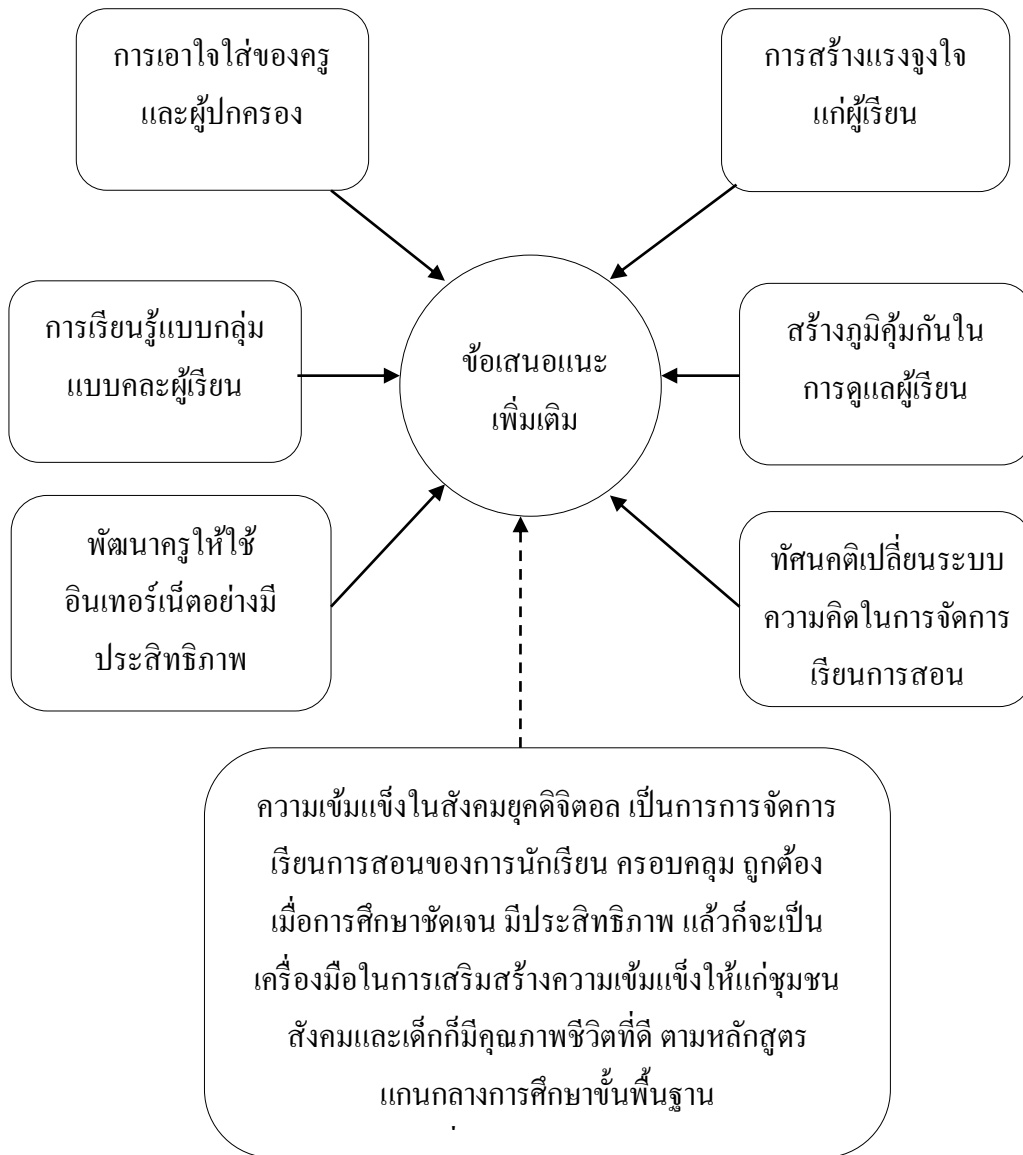 การเอาใจใส่ของครู
และผู้ปกครอง
การสร้างแรงจูงใจ
แก่ผู้เรียน
การเรียนรู้แบบกลุ่ม
แบบคละผู้เรียน
ข้อเสนอแนะ
เพิ่มเติม
สร้างภูมิคุ้มกันใน
การดูแลผู้เรียน
พัฒนาครูให้ใช้
อินเทอร์เน็ตอย่างมี
ประสิทธิภาพ
ทัศนคติเปลี่ยนระบบ
ความคิดในการจัดการ
เรียนการสอน
ความเข้มแข็งในสังคมยุคดิจิตอล เป็นการการจัดการ
เรียนการสอนของการนักเรียน ครอบคลุม ถูกต้อง
เมื่อการศึกษาชัดเจน มีประสิทธิภาพ แล้วก็จะเป็น
เครื่องมือในการเสริมสร้างความเข้มแข็งให้แก่ชุมชน
สังคมและเด็กก็มีคุณภาพชีวิตที่ดี ตามหลักสูตร
แกนกลางการศึกษาขั้นพื้นฐาน